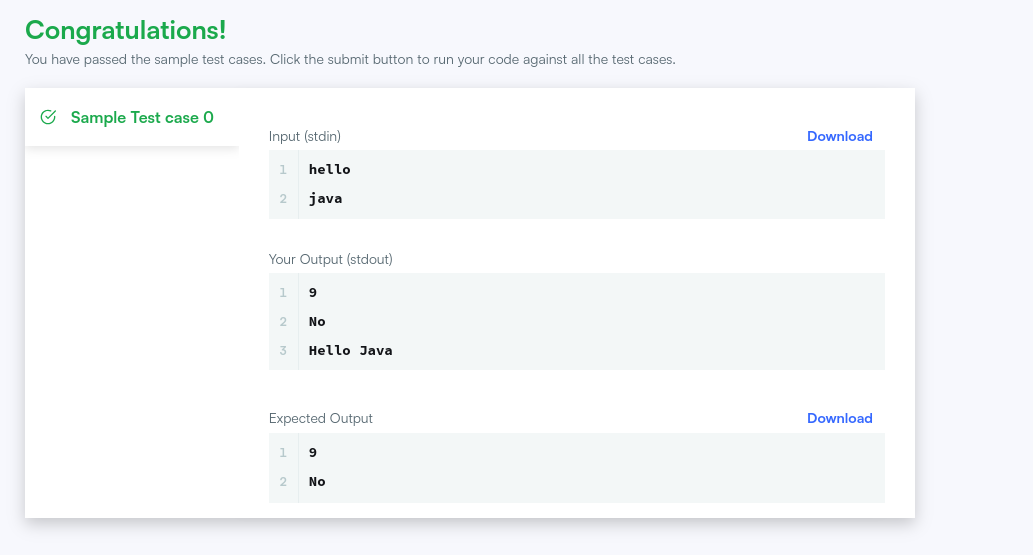 Congratulations!
You have passed the sample test cases. Click the submit button to run your code against all the test cases.
Sample Test case 0
Input (stdin)
Download
1 hello
2 java
Your Output (stdout)
1 9
2 No
3 Hello Java
Expected Output
Download
1 9
2 No